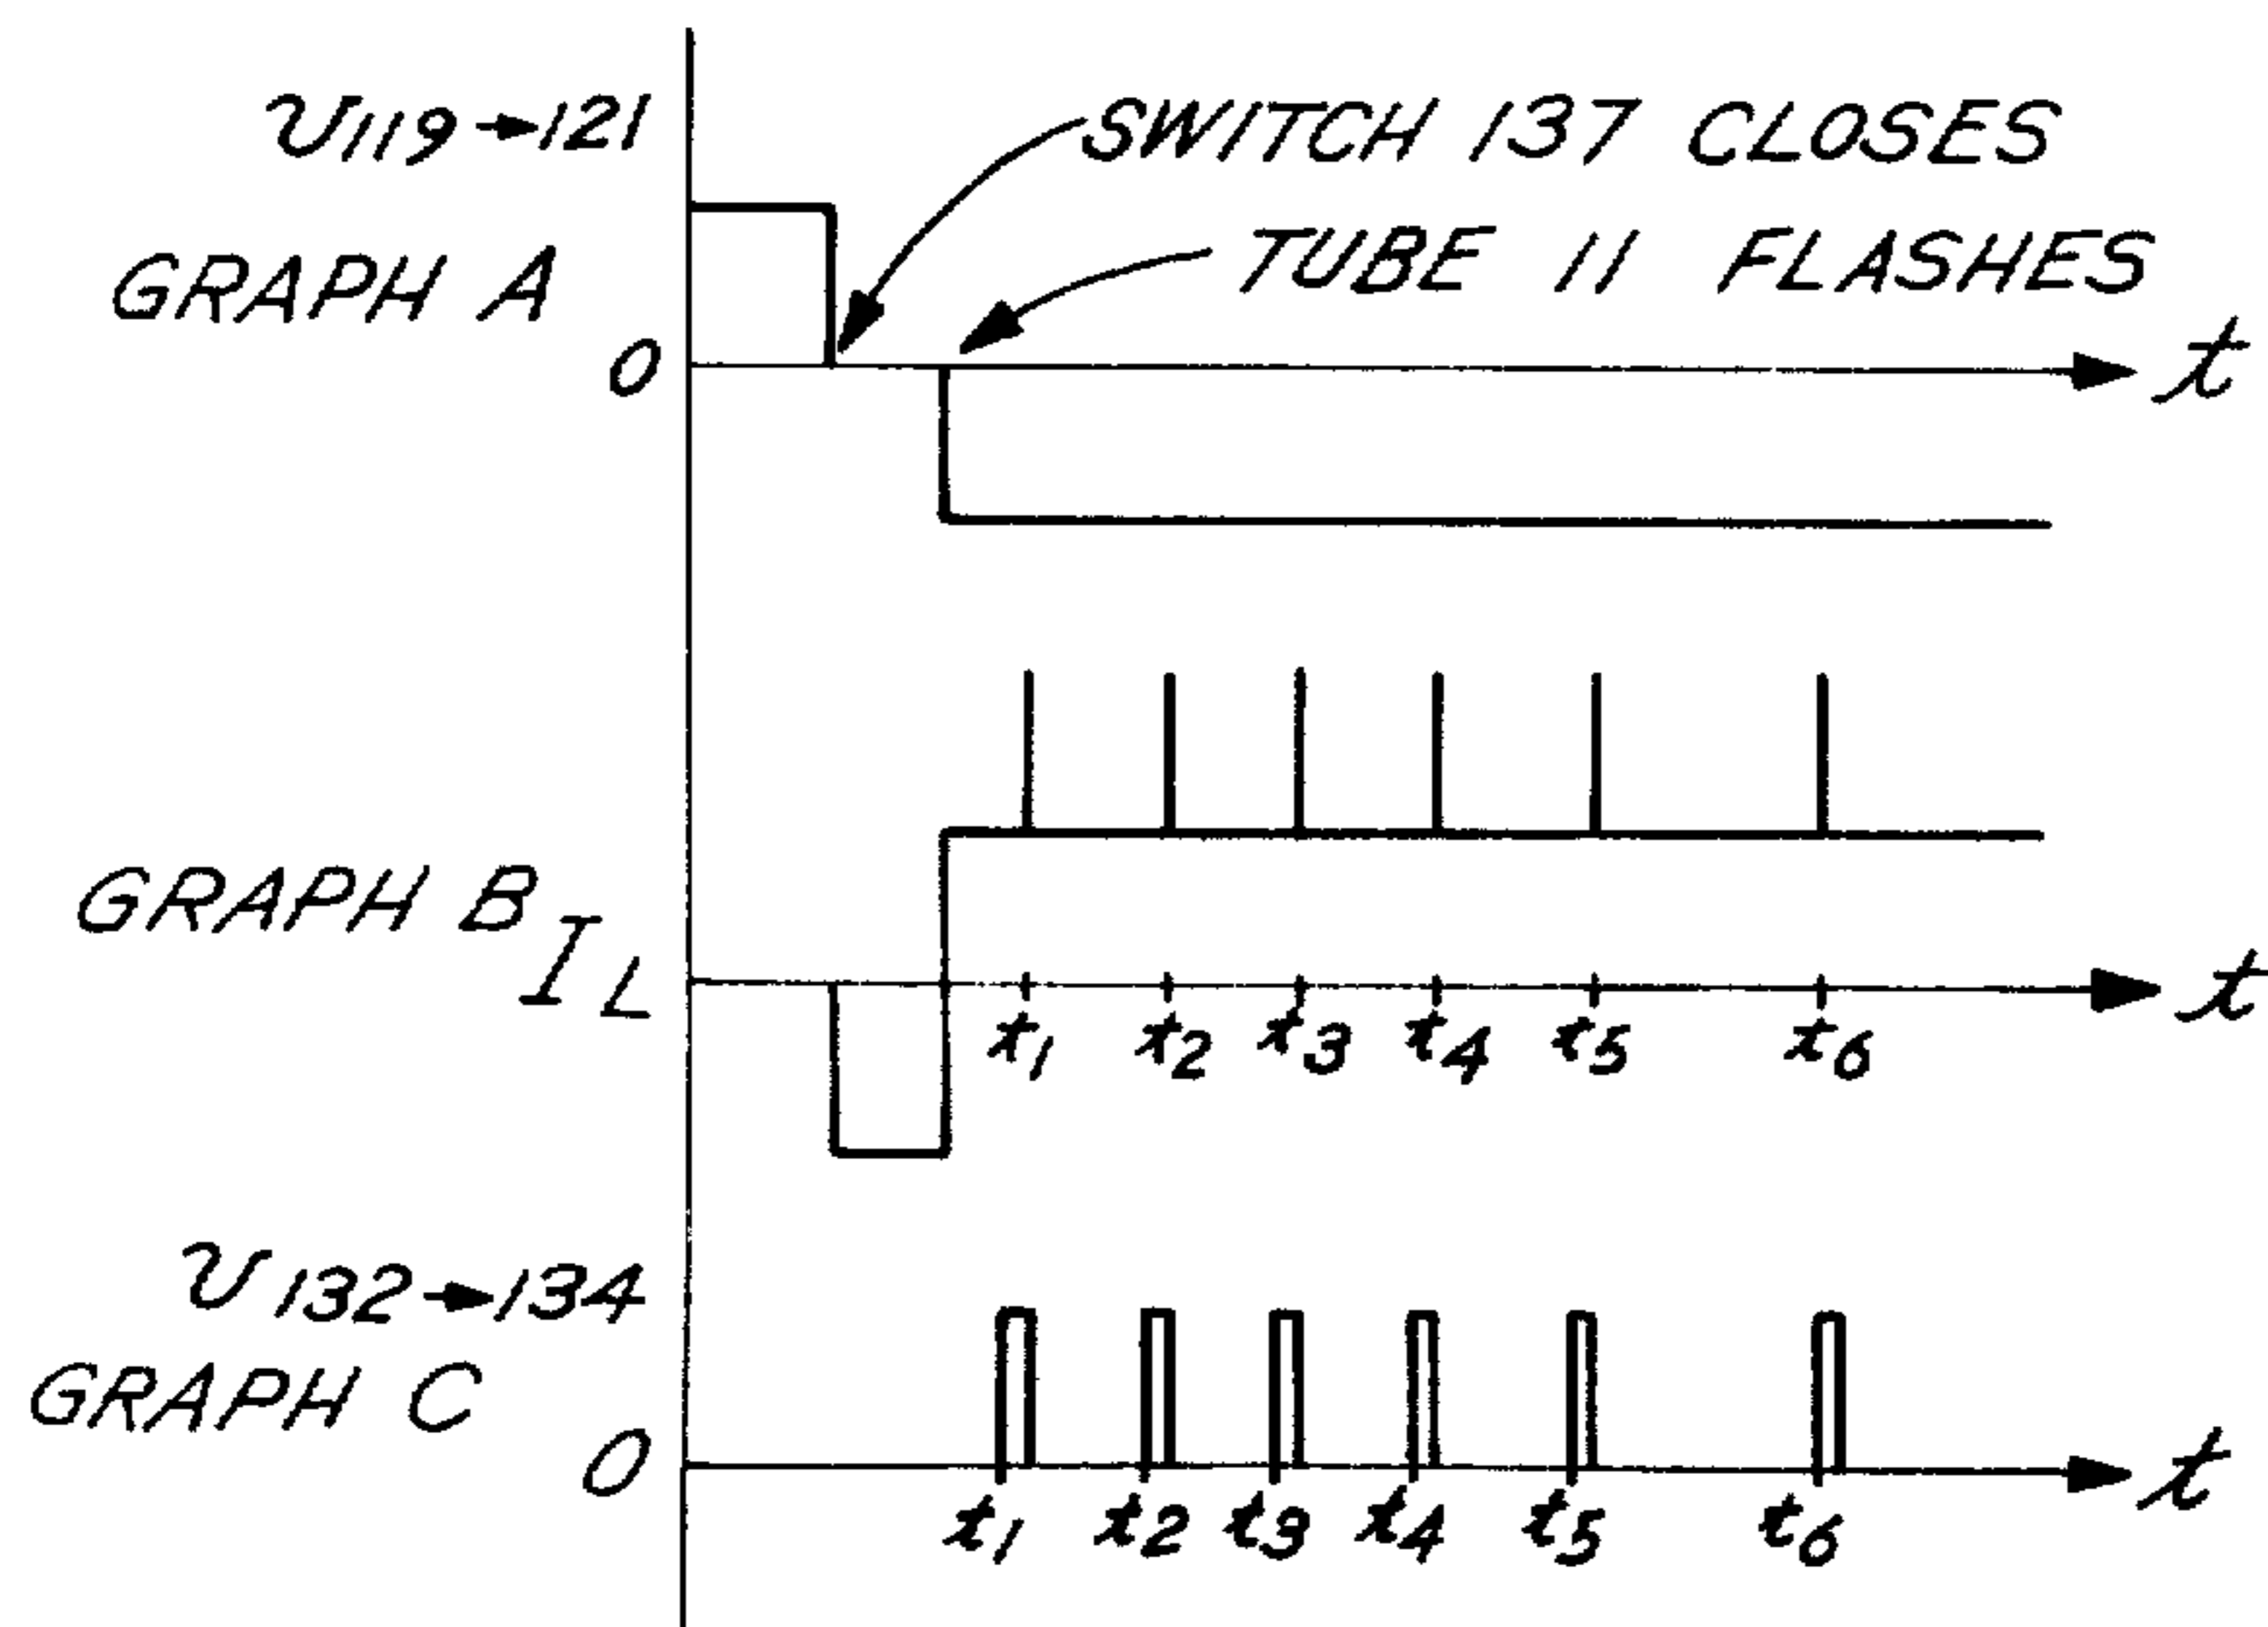 V119→121
SWITCH 137 CLOSES
GRAPH A
TUBE 11 FLASHES
0
t
GRAPH B
IL
t
t1 t2 t3 t4 t5 t6
V132→134
GRAPH C
0
t
t1 t2 t3 t4 t5 t6